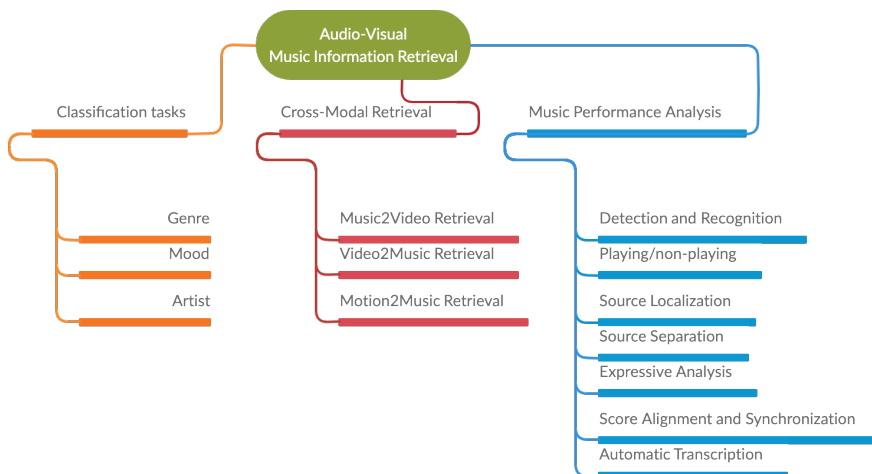 Audio-Visual
Music Information Retrieval
Classification tasks
Genre
Mood
Artist
Cross-Modal Retrieval
Music2Video Retrieval
Video2Music Retrieval
Motion2Music Retrieval
Music Performance Analysis
Detection and Recognition
Playing/non-playing
Source Localization
Source Separation
Expressive Analysis
Score Alignment and Synchronization
Automatic Transcription